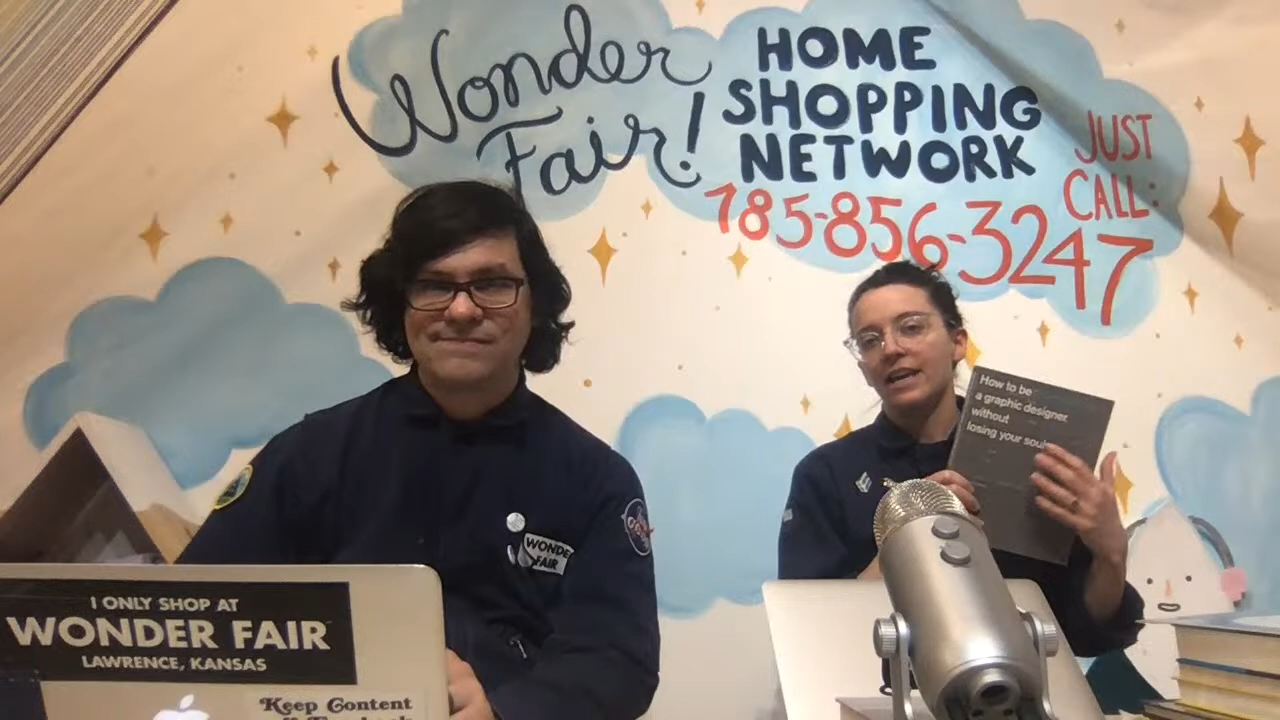 Wonder
Fair!
HOME
SHOPPING
NETWORK
JUST
CALL:
785-856-3247
How to be
a graphic designer,
without
losing your soul
WONDER
FAIR
I ONLY SHOP AT
WONDER FAIR
LAWRENCE, KANSAS
Keep Content